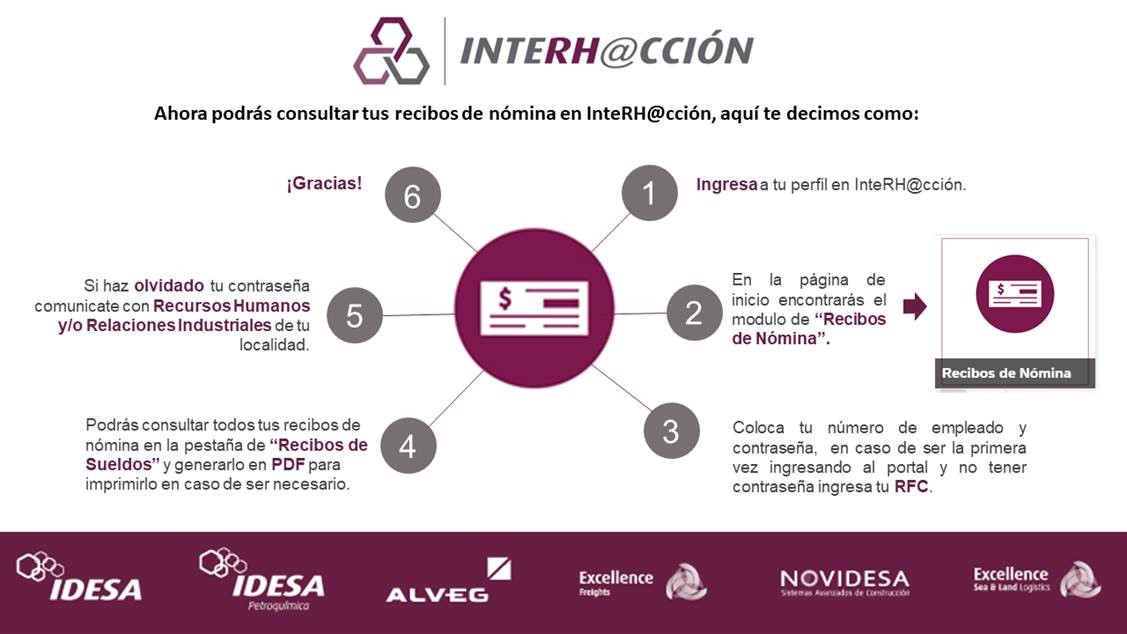 INTERH@CCIÓN
Ahora podrás consultar tus recibos de nómina en InteRH@cción, aquí te decimos como:
1
Ingresa a tu perfil en InteRH@cción.
2
En la página de
inicio encontrarás el
modulo de “Recibos
de Nómina”.
$
Recibos de Nómina
3
Coloca tu número de empleado y
contraseña, en caso de ser la primera
vez ingresando al portal y no tener
contraseña ingresa tu RFC.
4
Podrás consultar todos tus recibos de
nómina en la pestaña de “Recibos de
Sueldos” y generarlo en PDF para
imprimirlo en caso de ser necesario.
5
Si haz olvidado tu contraseña
comunicate con Recursos Humanos
y/o Relaciones Industriales de tu
localidad.
6
¡Gracias!
$
IDESA
IDESA
Petroquímica
ALVEG
Excellence
Freights
NOVIDESA
Sistemas Avanzados de Construcción
Excellence
Sea & Land Logistics